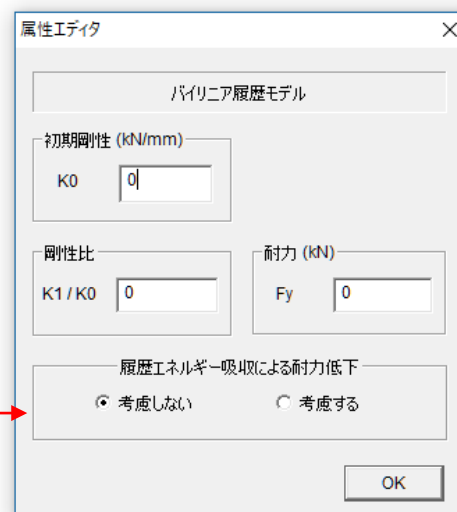 属性エディタ
バイリニア履歴モデル
初期剛性 (kN/mm)
K0 0
剛性比
K1 / K0 0
耐力 (kN)
Fy 0
履歴エネルギー吸収による耐力低下
考慮しない 考慮する
OK